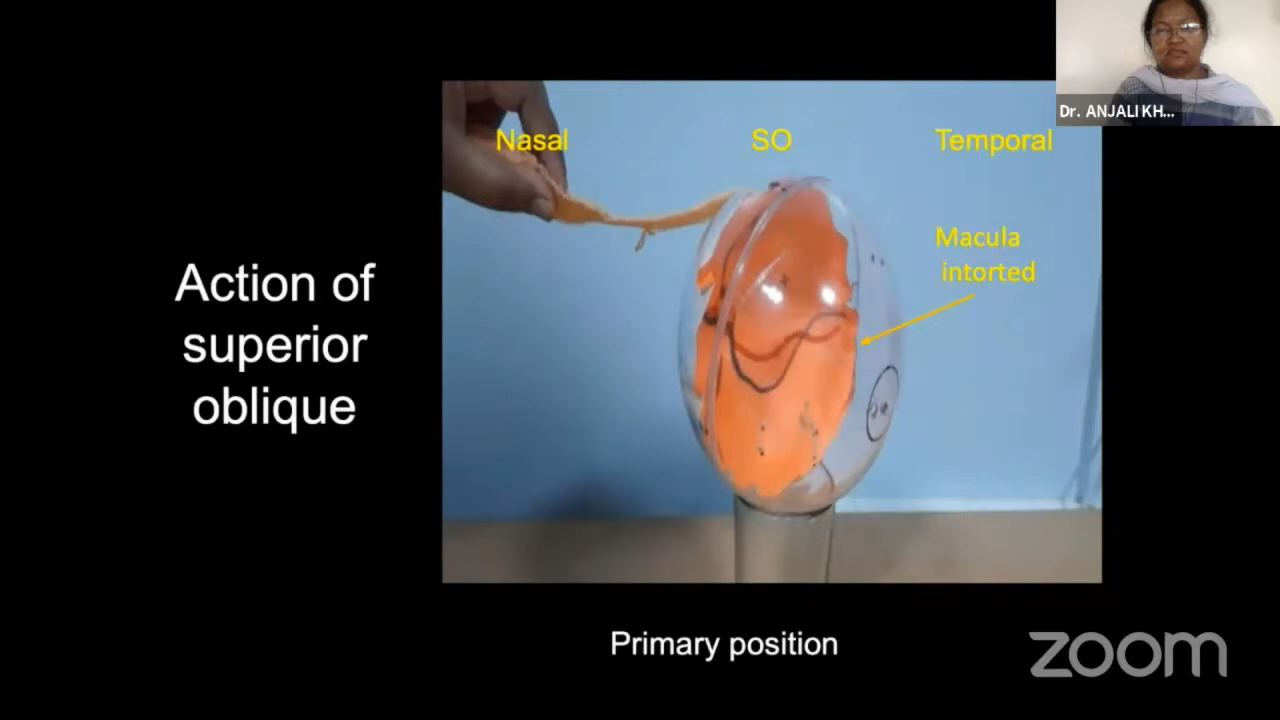 Dr. ANJALI KH...
Nasal
SO
Temporal
Macula
intorted
Action of
superior
oblique
Primary position
zoom